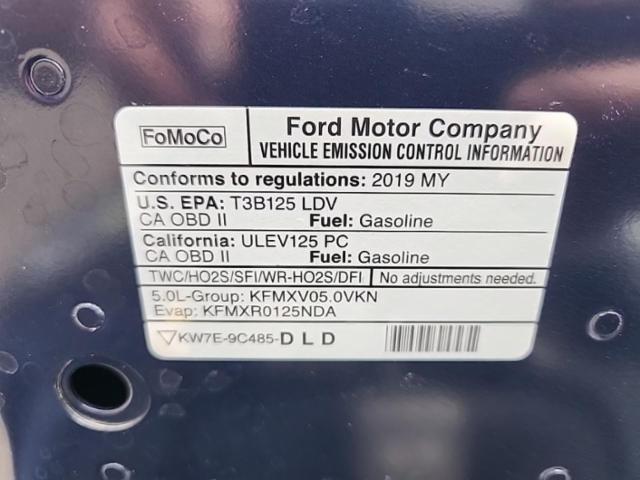 FoMoCo
Ford Motor Company
VEHICLE EMISSION CONTROL INFORMATION
Conforms to regulations: 2019 MY
U.S. EPA: T3B125 LDV
CA OBD II Fuel: Gasoline
California: ULEV125 PC
CA OBD II Fuel: Gasoline
TWC/HO2S/SFI/WR-HO2S/DFI No adjustments needed.
5.0L-Group: KFMXV05.0VKN
Evap: KFMXR0125NDA
KW7E-9C485-D L D